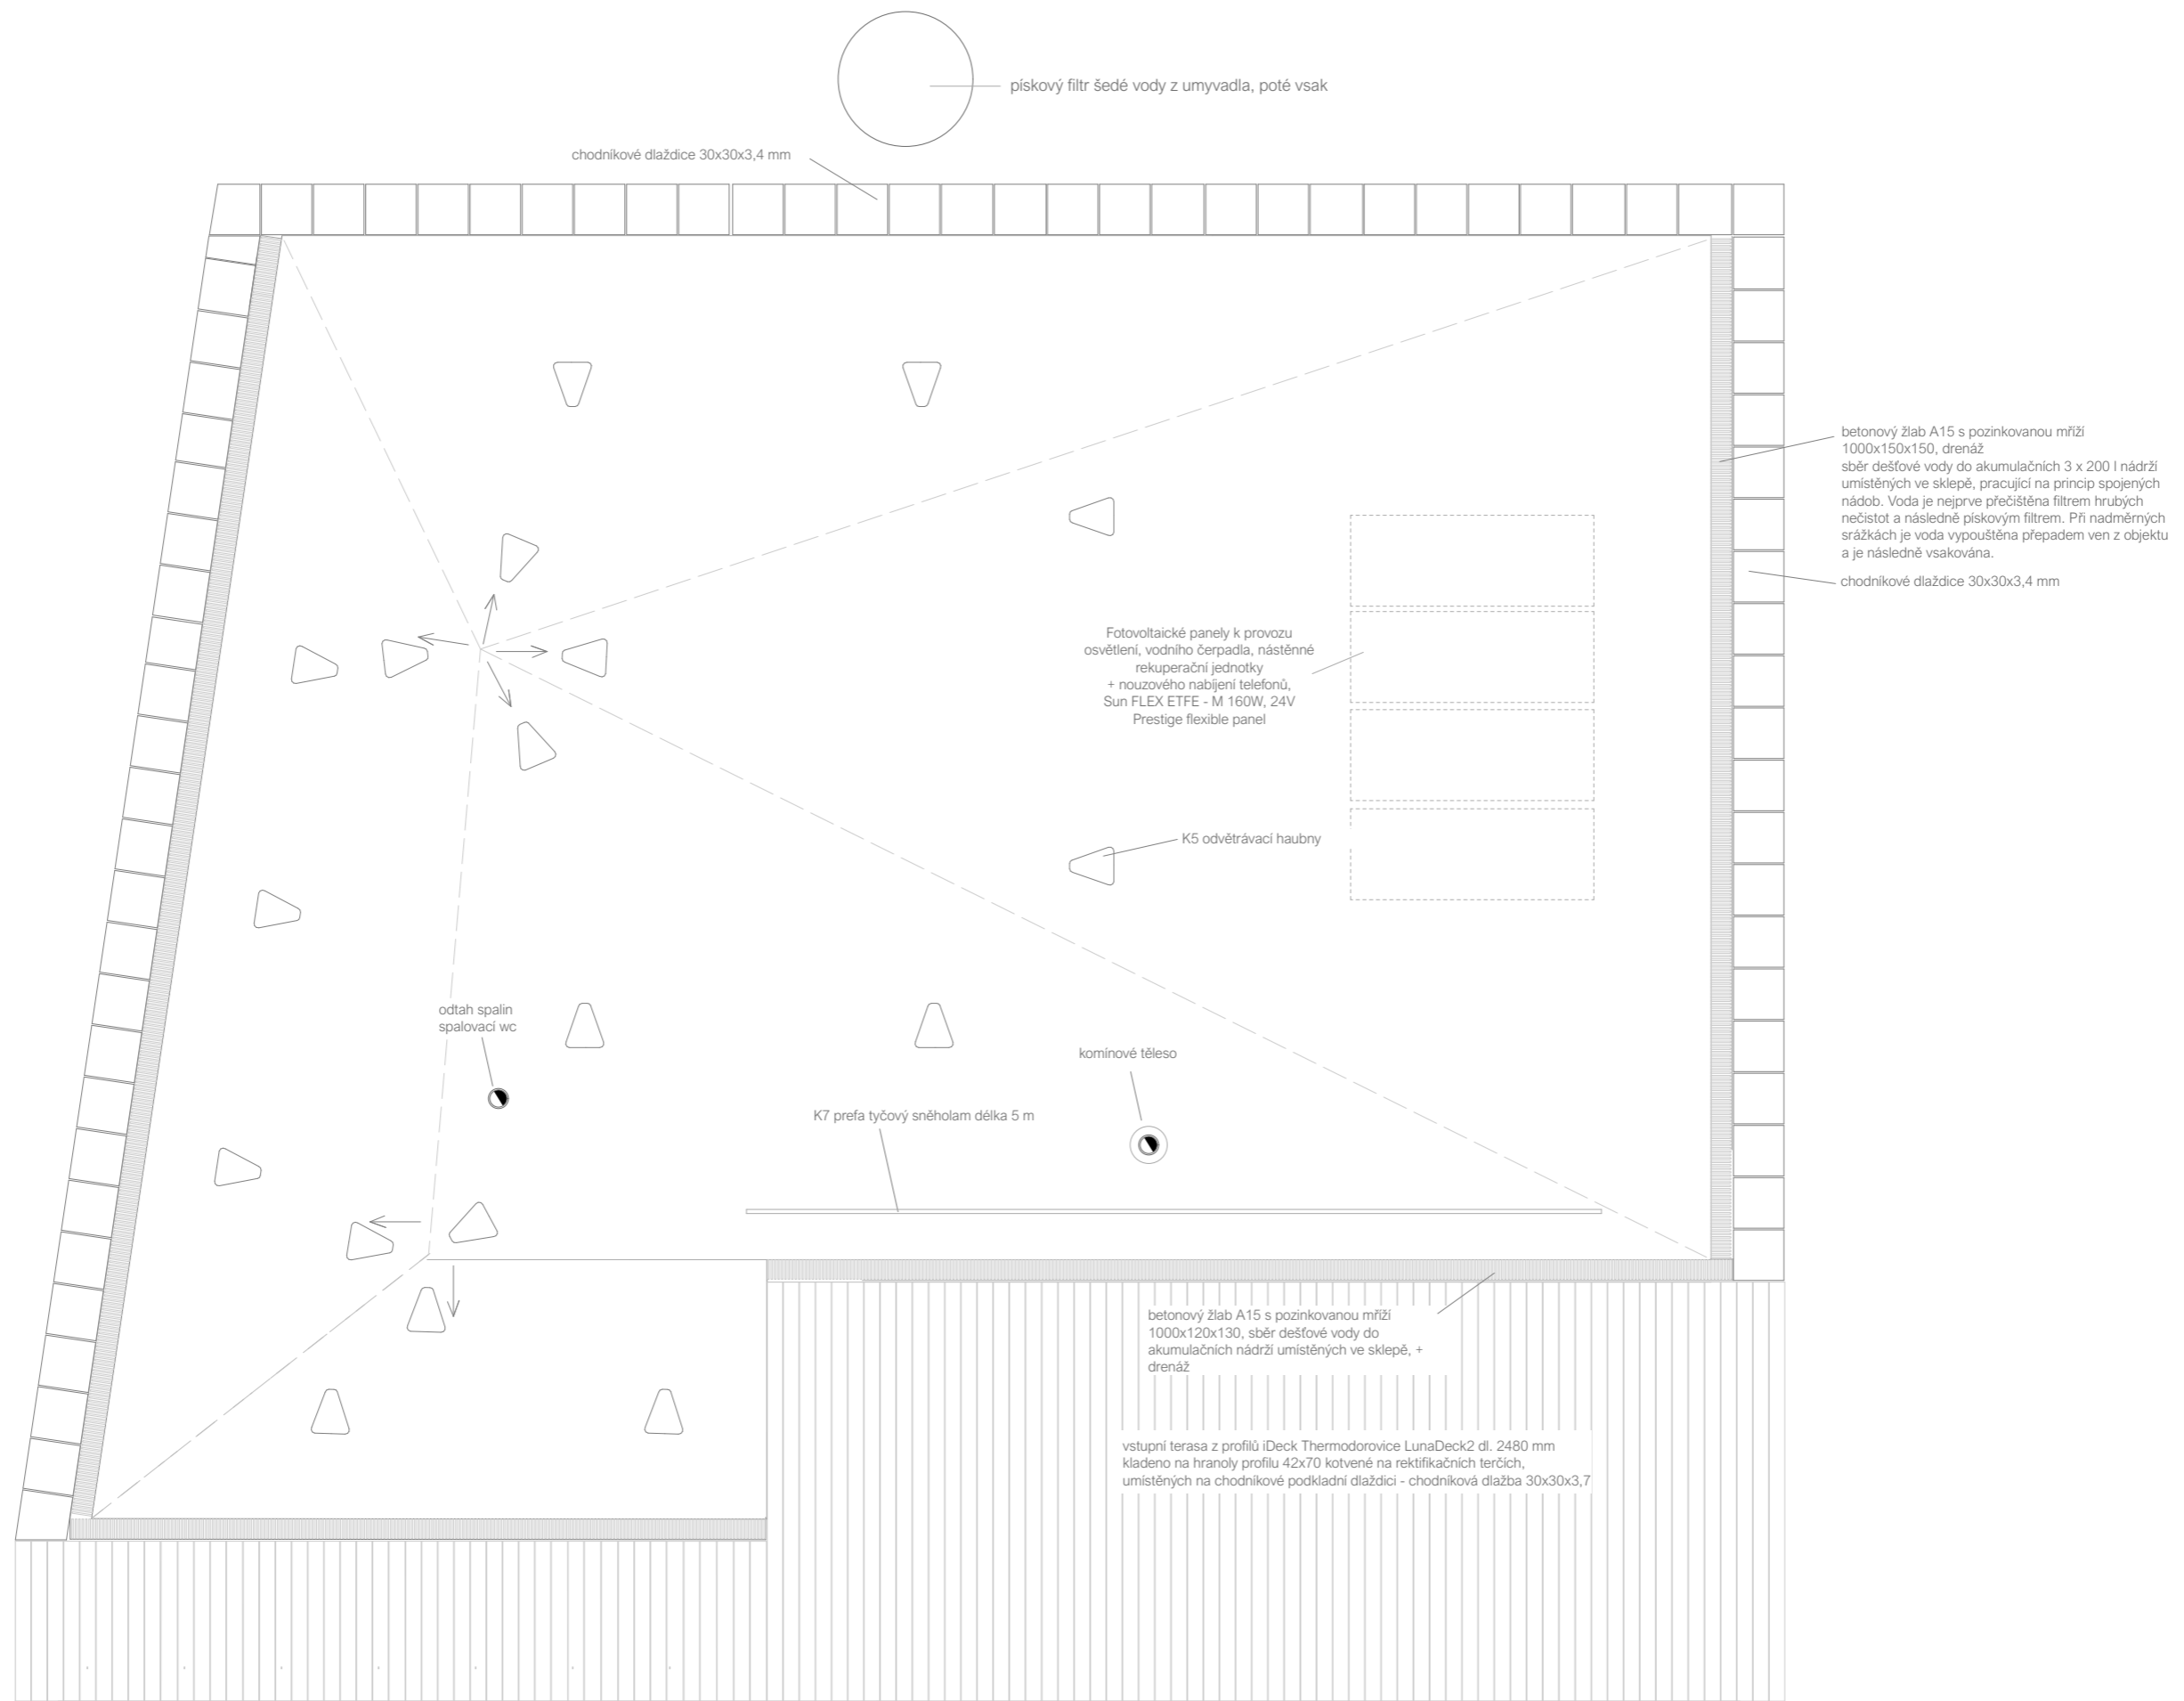 pískový filtr šedé vody z umyvadla, poté vsak
chodníkové dlaždice 30x30x3,4 mm
betonový žlab A15 s pozinkovanou mříží
1000x150x150, drenáž
sběr dešťové vody do akumulačních 3 x 200 l nádrží
umístěných ve sklepě, pracující na princip spojených
nádob. Voda je nejprve přečištěna filtrem hrubých
nečistot a následně pískovým filtrem. Při nadměrných
srážkách je voda vypouštěna přepadem ven z objektu
a je následně vsakována.
chodníkové dlaždice 30x30x3,4 mm
Fotovoltaické panely k provozu
osvětlení, vodního čerpadla, nástěnné
rekuperační jednotky
+ nouzového nabíjení telefonů,
Sun FLEX ETFE - M 160W, 24V
Prestige flexible panel
K5 odvětrávací haubny
odtah spalin
spalovací wc
komínové těleso
K7 prefa tyčový sněholam délka 5 m
betonový žlab A15 s pozinkovanou mříží
1000x120x130, sběr dešťové vody do
akumulačních nádrží umístěných ve sklepě, +
drenáž
vstupní terasa z profilů iDeck Thermodorovice LunaDeck2 dl. 2480 mm
kladeno na hranoly profilu 42x70 kotvené na rektifikačních terčích,
umístěných na chodníkové podkladní dlaždici - chodníková dlažba 30x30x3,7